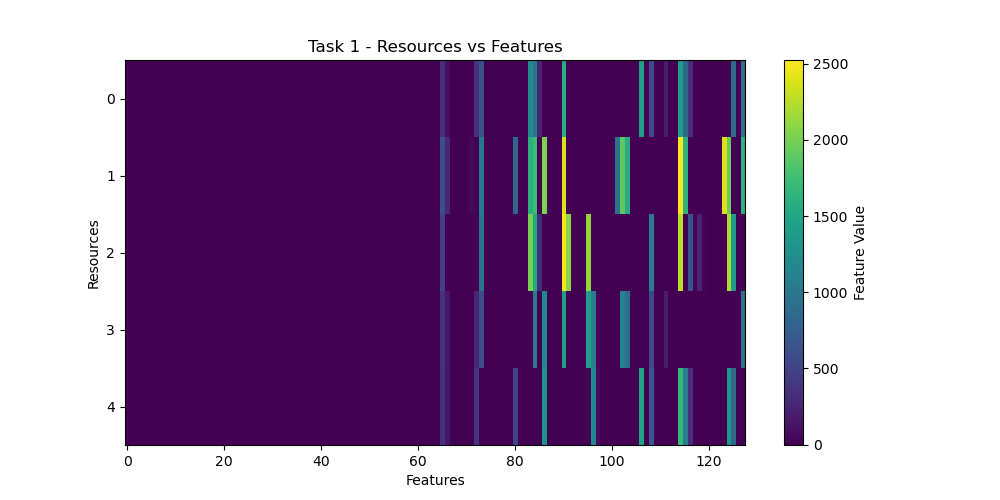 Task 1 - Resources vs Features
Resources
0
1
2
3
4
0 20 40 60 80 100 120
Features
2500
2000
1500
1000
500
0
Feature Value